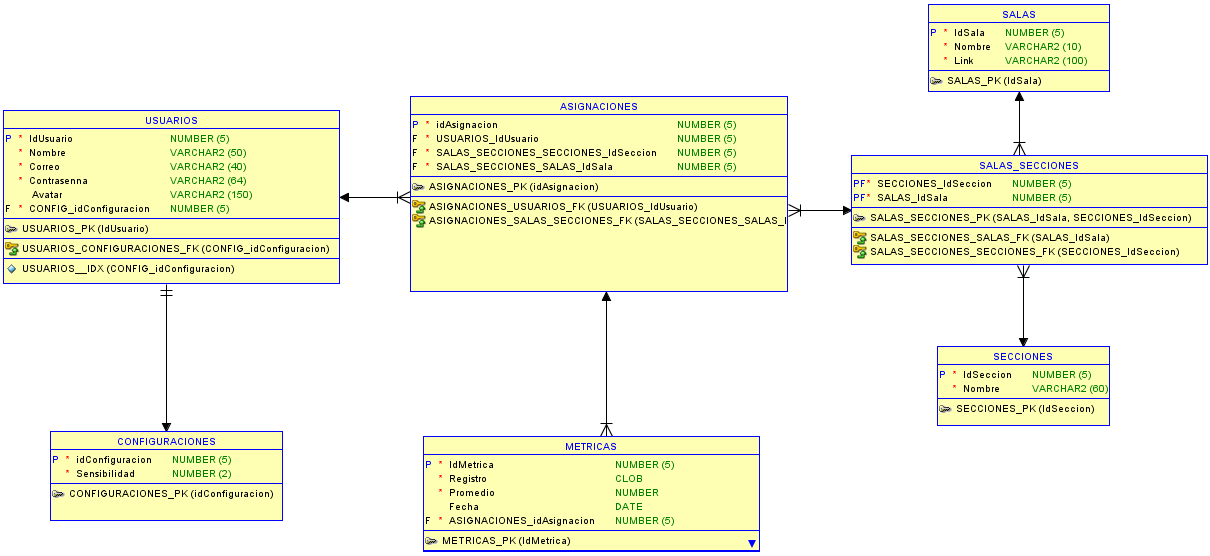 SALAS
P * IdSala NUMBER (5)
* Nombre VARCHAR2 (10)
* Link VARCHAR2 (100)
SALAS_PK (IdSala)
USUARIOS
P * IdUsuario NUMBER (5)
* Nombre VARCHAR2 (50)
* Correo VARCHAR2 (40)
* Contrasenna VARCHAR2 (64)
Avatar VARCHAR2 (150)
F * CONFIG_idConfiguracion NUMBER (5)
USUARIOS_PK (IdUsuario)
USUARIOS_CONFIGURACIONES_FK (CONFIG_idConfiguracion)
USUARIOS__IDX (CONFIG_idConfiguracion)
ASIGNACIONES
P * idAsignacion NUMBER (5)
F * USUARIOS_IdUsuario NUMBER (5)
F * SALAS_SECCIONES_SECCIONES_IdSeccion NUMBER (5)
F * SALAS_SECCIONES_SALAS_IdSala NUMBER (5)
ASIGNACIONES_PK (idAsignacion)
ASIGNACIONES_USUARIOS_FK (USUARIOS_IdUsuario)
ASIGNACIONES_SALAS_SECCIONES_FK (SALAS_SECCIONES_SALAS_I
SALAS_SECCIONES
PF* SECCIONES_IdSeccion NUMBER (5)
PF* SALAS_IdSala NUMBER (5)
SALAS_SECCIONES_PK (SALAS_IdSala, SECCIONES_IdSeccion)
SALAS_SECCIONES_SALAS_FK (SALAS_IdSala)
SALAS_SECCIONES_SECCIONES_FK (SECCIONES_IdSeccion)
SECCIONES
P * IdSeccion NUMBER (5)
* Nombre VARCHAR2 (60)
SECCIONES_PK (IdSeccion)
CONFIGURACIONES
P * idConfiguracion NUMBER (5)
* Sensibilidad NUMBER (2)
CONFIGURACIONES_PK (idConfiguracion)
METRICAS
P * IdMetrica NUMBER (5)
* Registro CLOB
* Promedio NUMBER
Fecha DATE
F * ASIGNACIONES_idAsignacion NUMBER (5)
METRICAS_PK (IdMetrica)